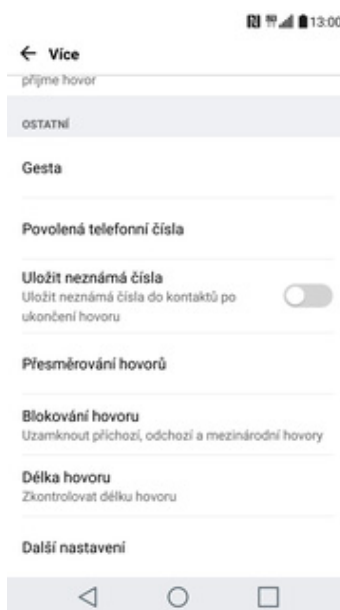 13:00
Více
přijme hovor
OSTATNÍ
Gesta
Povolená telefonní čísla
Uložit neznámá čísla
Uložit neznámá čísla do kontaktů po
ukončení hovoru
Přesměrování hovorů
Blokování hovoru
Uzamknout příchozí, odchozí a mezinárodní hovory
Délka hovoru
Zkontrolovat délku hovoru
Další nastavení